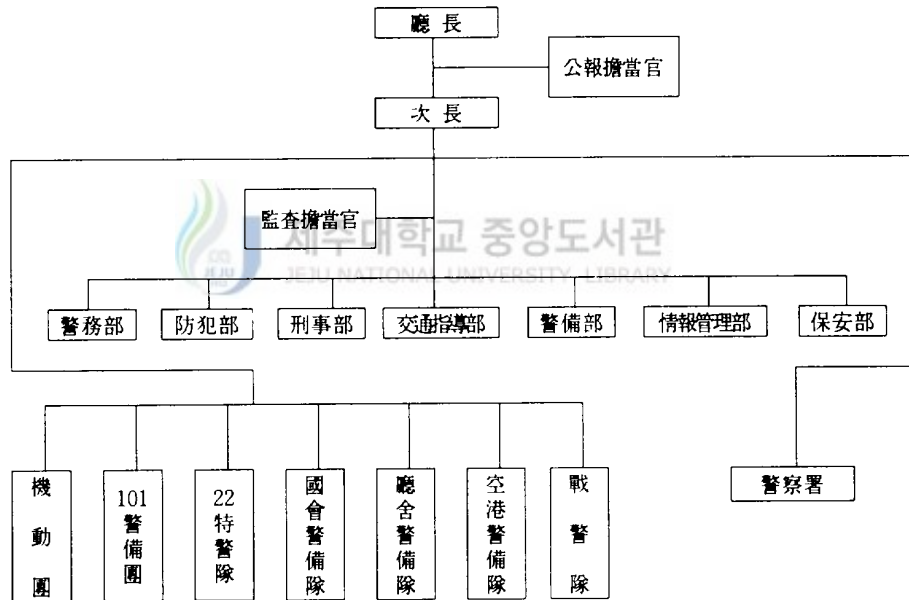 廳長
公報擔當官
次長
監査擔當官
제주대학교 중앙도서관
JEJU NATIONAL UNIVERSITY LIBRARY
警務部
防犯部
刑事部
交通指導部
警備部
情報管理部
保安部
機動團
101警備團
22特警隊
國會警備隊
廳舍警備隊
空港警備隊
戰警隊
警察署